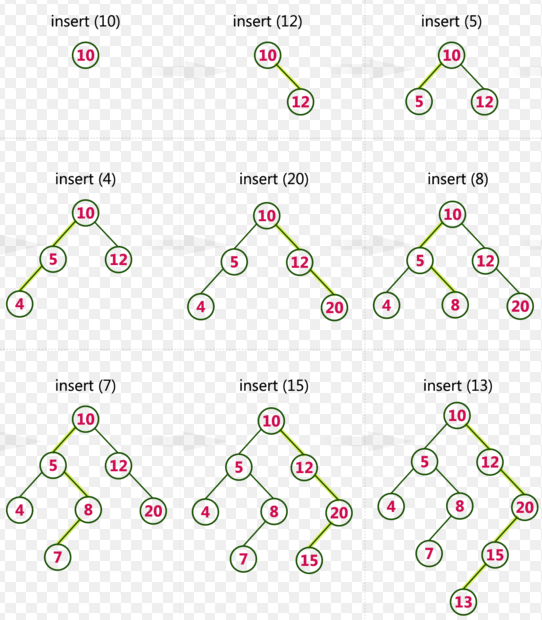 insert (10) insert (12) insert (5)
10 10 10
12 5 12
insert (4) insert (20) insert (8)
10 10 10
5 12 5 12 5 12
4 4 20 4 8 20
insert (7) insert (15) insert (13)
10 10 10
5 12 5 12 5 12
4 8 20 4 8 20 4 8 20
7 7 15 7 15
13